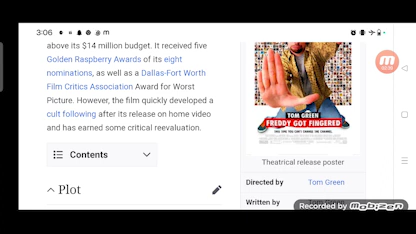 3:06
above its $14 million budget. It received five
Golden Raspberry Awards of its eight
nominations, as well as a Dallas-Fort Worth
Film Critics Association Award for Worst
Picture. However, the film quickly developed a
cult following after its release on home video
and has earned some critical reevaluation.
Contents
Plot
TOM GREEN
FREDDY GOT FINGERED
Theatrical release poster
Directed by Tom Green
Written by
Recorded by MOBIZEN